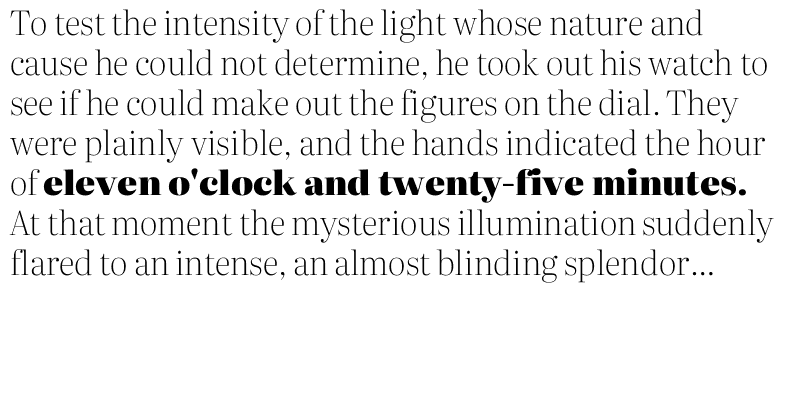 To test the intensity of the light whose nature and
cause he could not determine, he took out his watch to
see if he could make out the figures on the dial. They
were plainly visible, and the hands indicated the hour
of eleven o'clock and twenty-five minutes.
At that moment the mysterious illumination suddenly
flared to an intense, an almost blinding splendor...